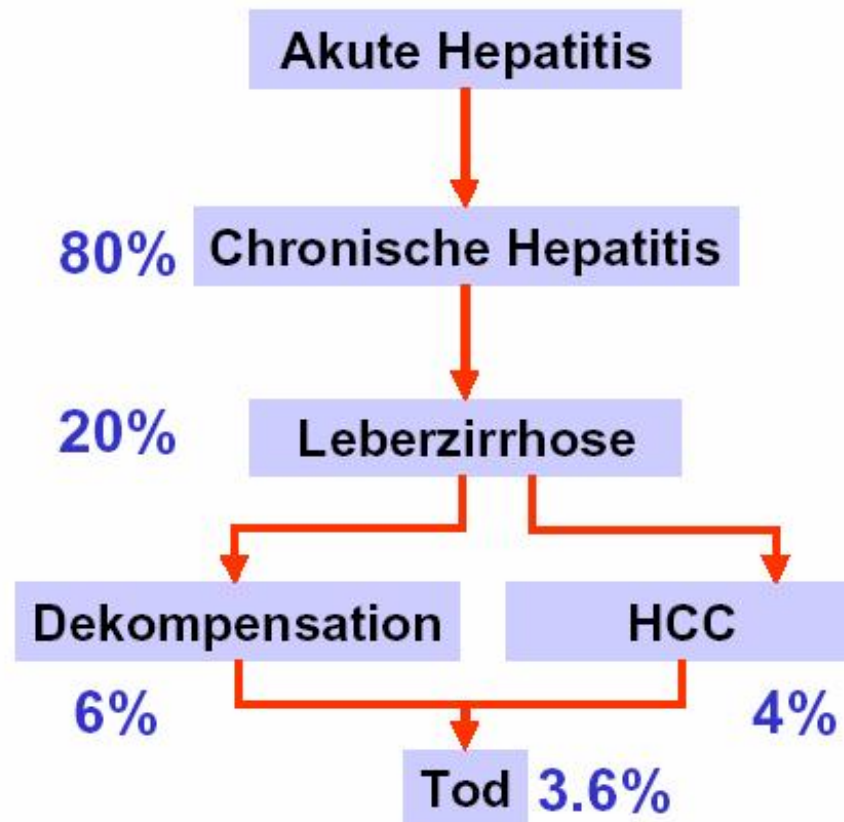 Akute Hepatitis
80% Chronische Hepatitis
20% Leberzirrhose
Dekompensation HCC
6% 4%
Tod 3.6%